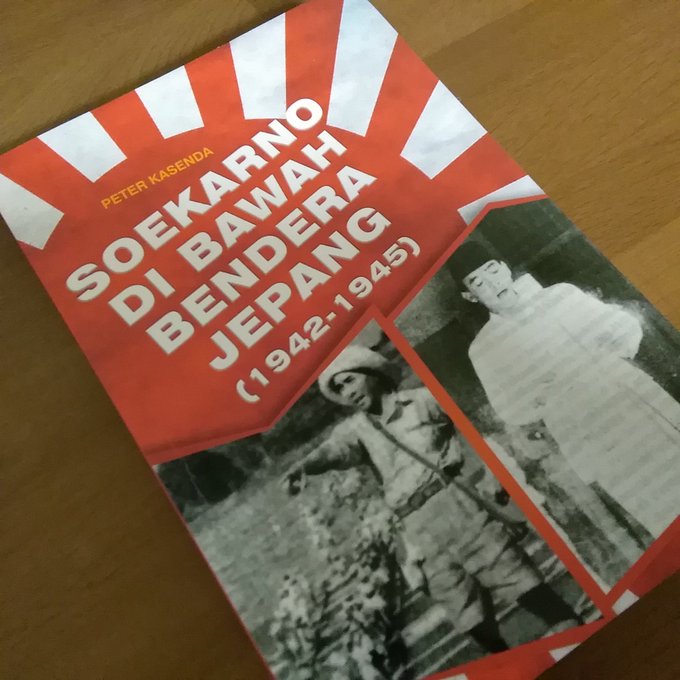 PETER KASENDA
SOEKARNO
DI BAWAH
BENDERA
JEPANG
(1942-1945)